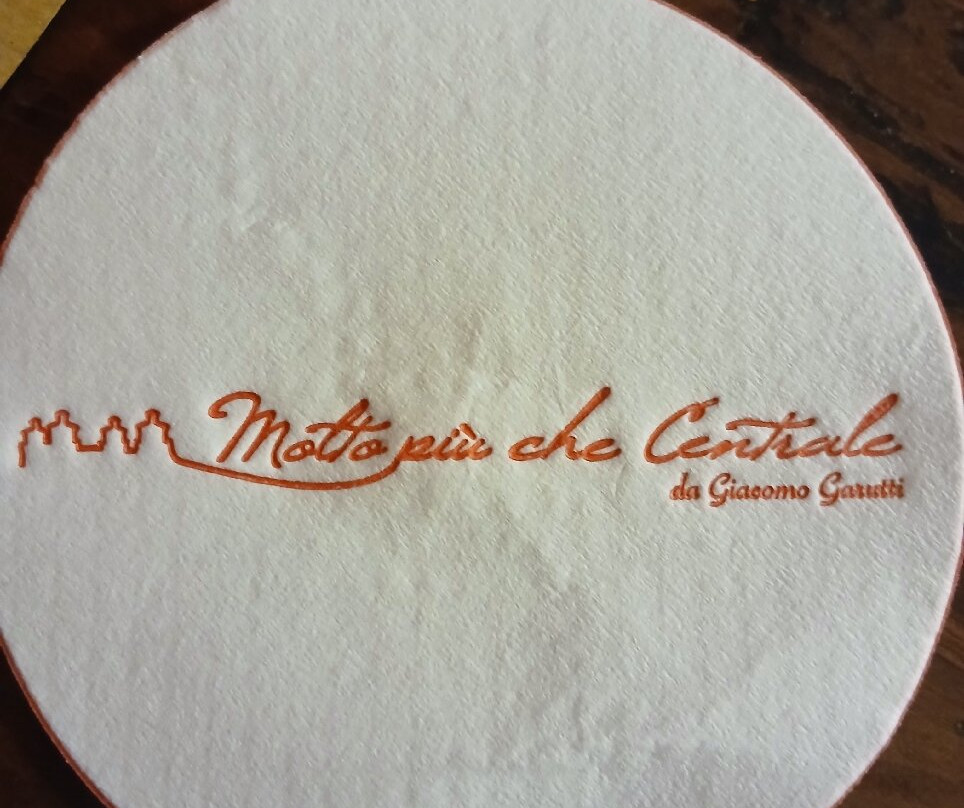 Molto più che Centrale
da Giacomo Garutti